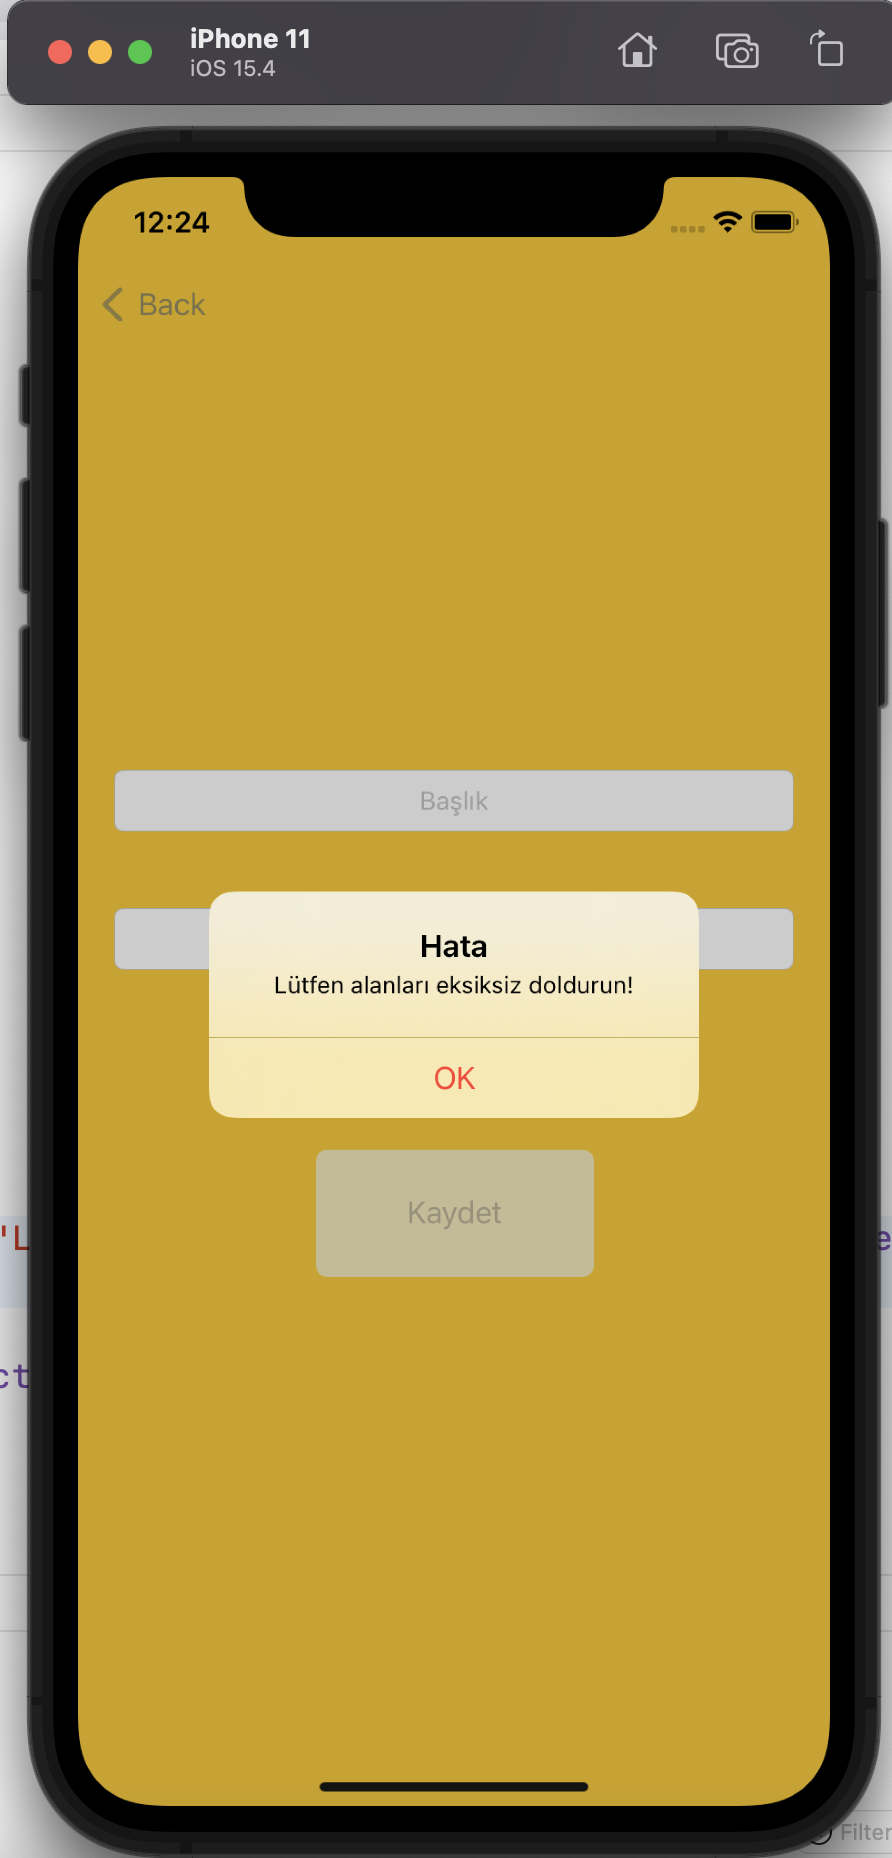 iPhone 11
iOS 15.4
12:24
Back
Başlık
Hata
Lütfen alanları eksiksiz doldurun!
OK
Kaydet
'L
e
ct
Filter